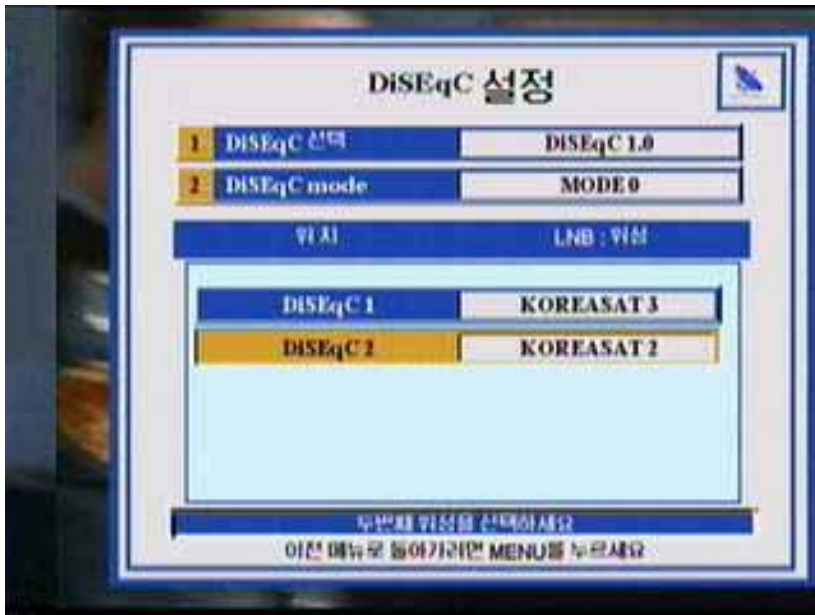 DiSEqC 설정
1 DiSEqC 선택 DiSEqC 1.0
2 DiSEqC mode MODE 0
위 치 LNB : 위성
DiSEqC 1 KOREASAT 3
DiSEqC 2 KOREASAT 2
두번째 위성을 선택하세요
이전 메뉴로 돌아가려면 MENU를 누르세요